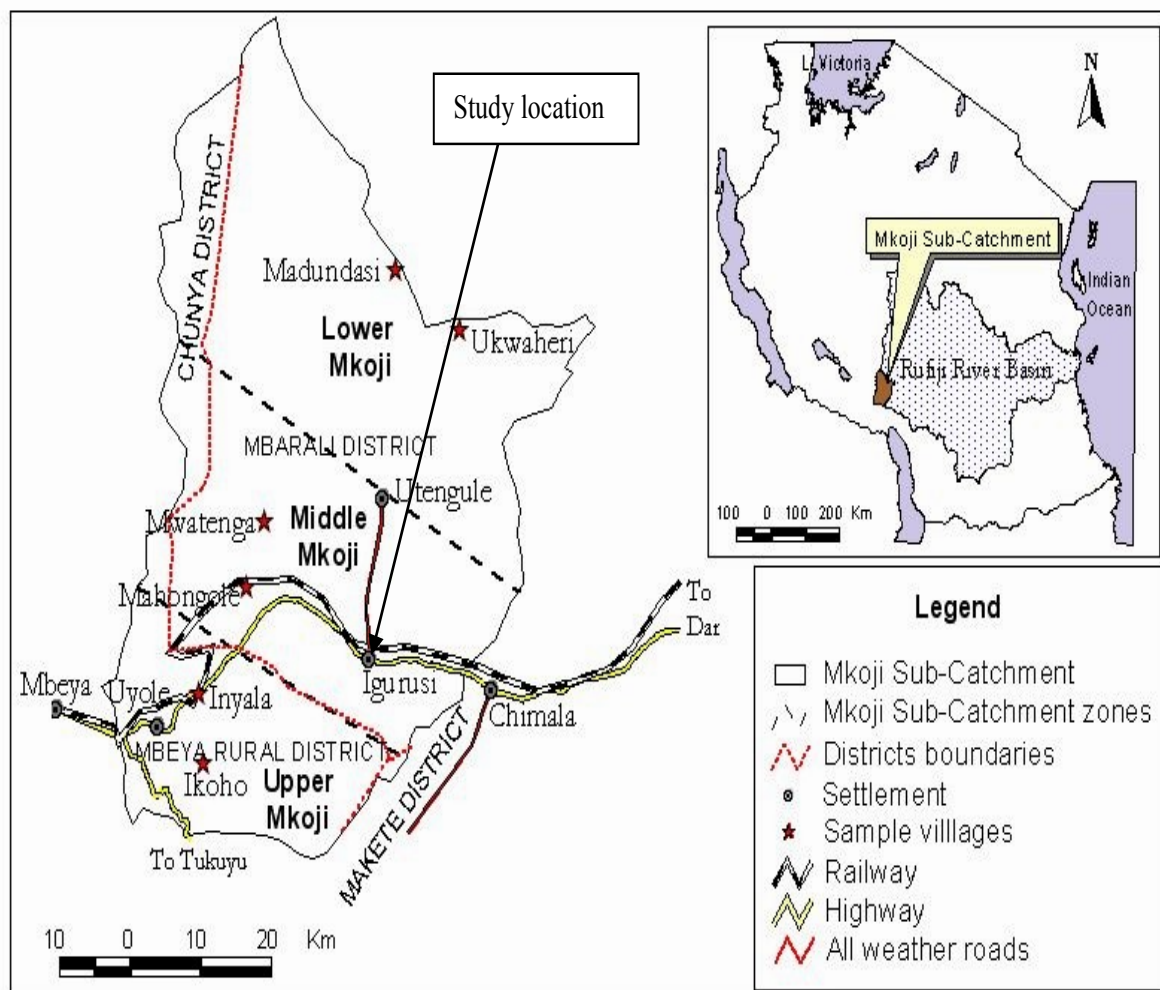 Study location
CHUNYA DISTRICT
Madundasi
Lower
Mkoji
Ukwaheri
MBARALI DISTRICT
Utengule
Mwatenga
Middle
Mkoji
Mahongole
To
Dar
Mbeya
Uyole
Inyala
Igurusi
Chimala
MBEYA RURAL DISTRICT
Ikoho
Upper
Mkoji
MAKETE DISTRICT
To Tukuyu
10 0 10 20 Km
L. Victoria
N
Mkoji Sub-Catchment
Indian
Ocean
Rufiji River Basin
100 0 100 200 Km
Legend
Mkoji Sub-Catchment
Mkoji Sub-Catchment zones
Districts boundaries
Settlement
Sample villlages
Railway
Highway
All weather roads